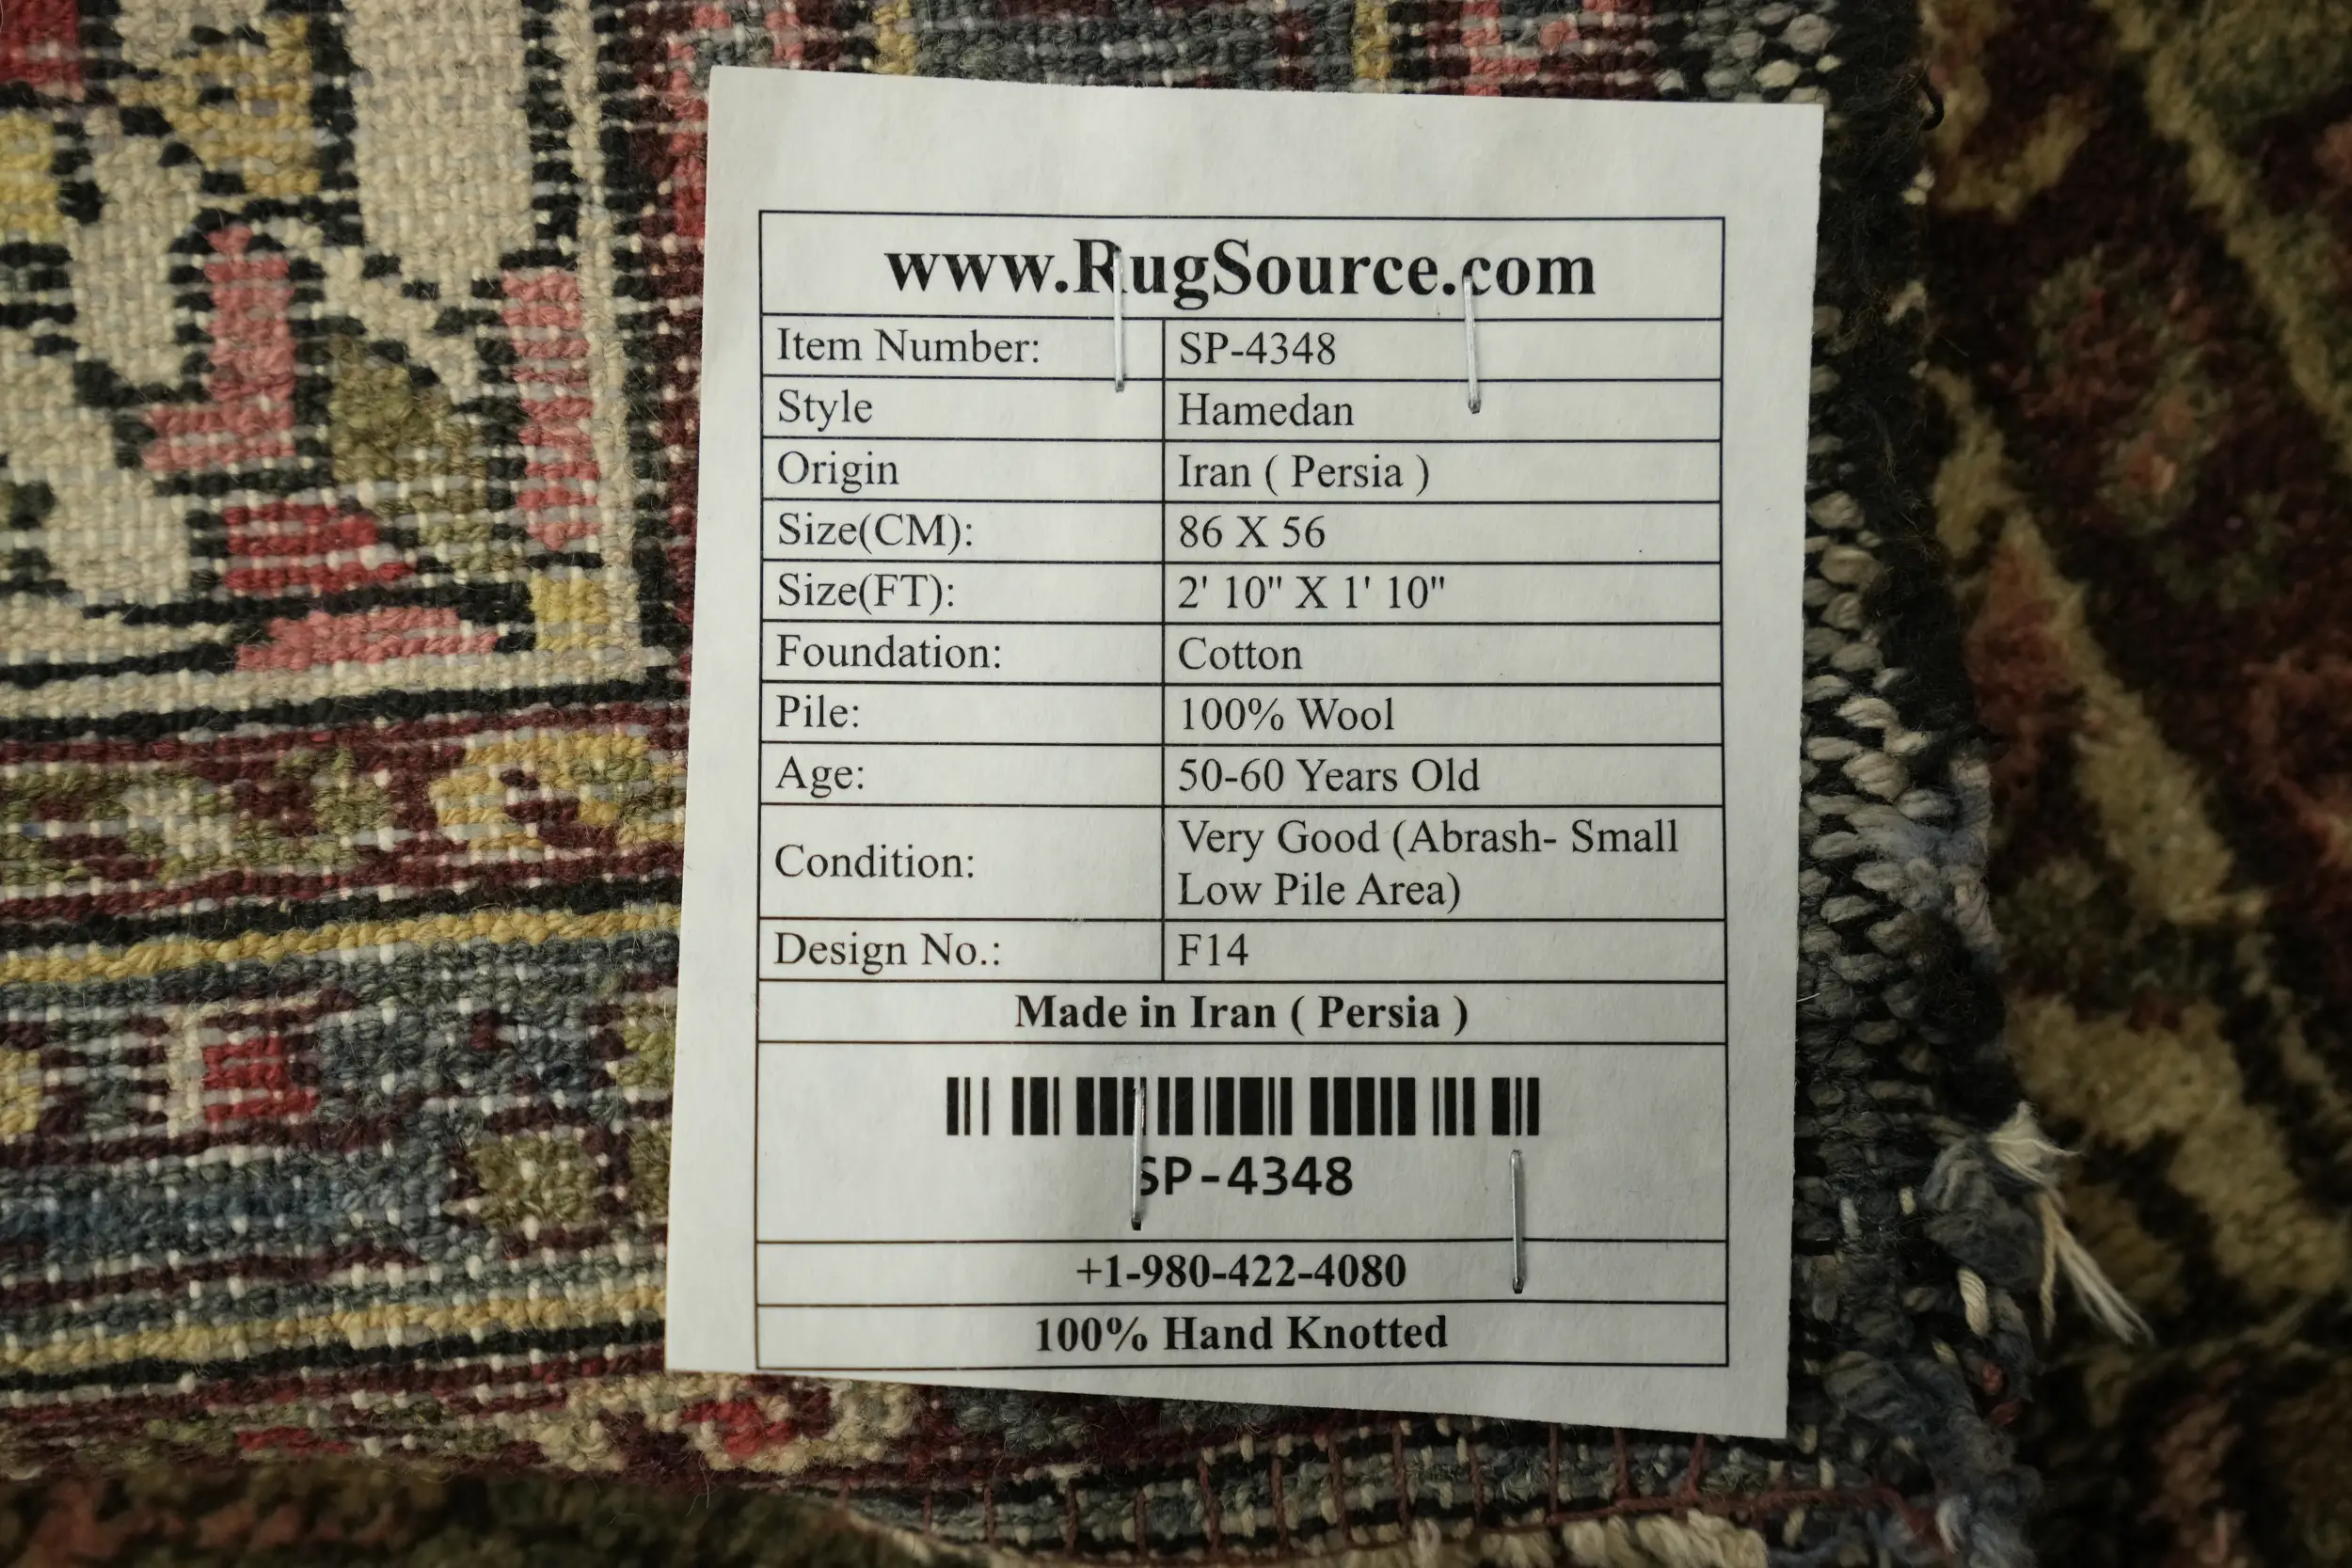 www.RugSource.com
Item Number: SP-4348
Style Hamedan
Origin Iran ( Persia )
Size(CM): 86 X 56
Size(FT): 2' 10" X 1' 10"
Foundation: Cotton
Pile: 100% Wool
Age: 50-60 Years Old
Condition: Very Good (Abrash- Small
Low Pile Area)
Design No.: F14
Made in Iran ( Persia )
SP-4348
+1-980-422-4080
100% Hand Knotted